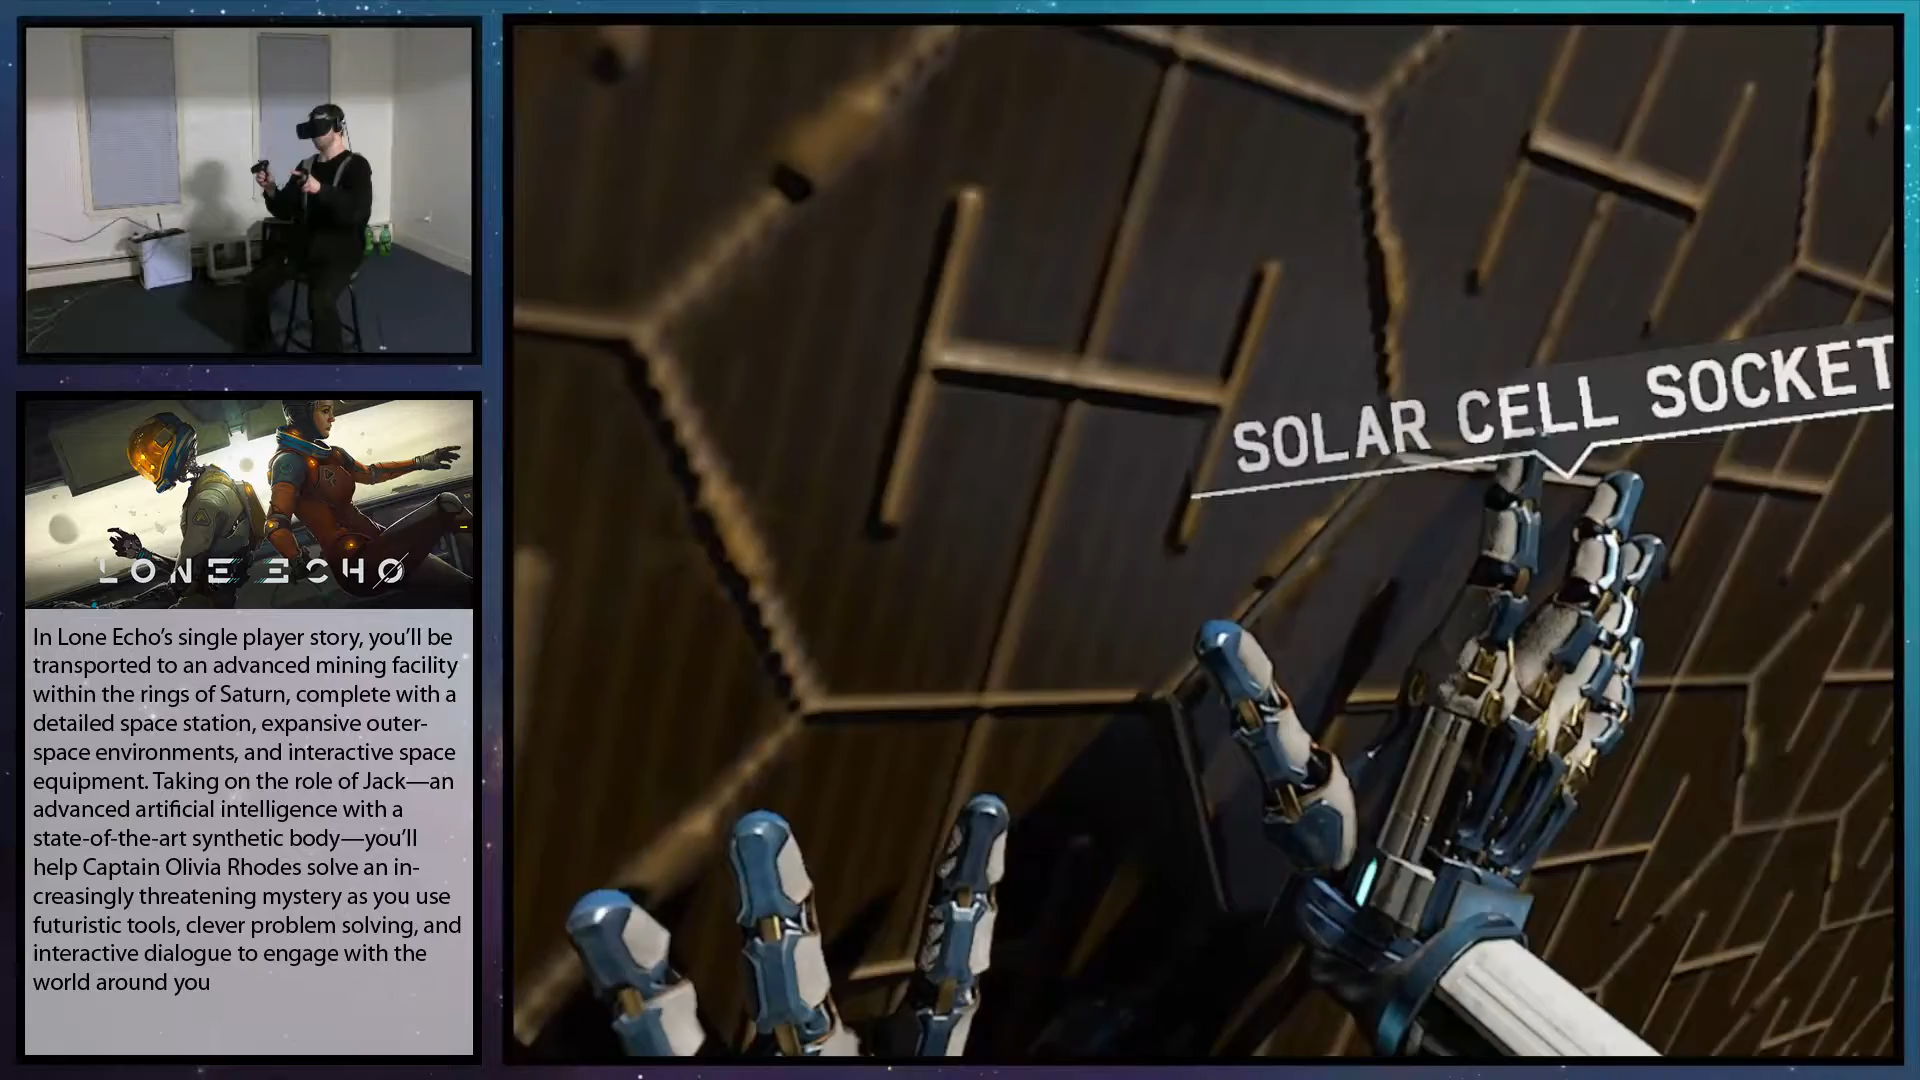 SOLAR CELL SOCKET
LONE ECHO
In Lone Echo’s single player story, you’ll be
transported to an advanced mining facility
within the rings of Saturn, complete with a
detailed space station, expansive outer-
space environments, and interactive space
equipment. Taking on the role of Jack—an
advanced artificial intelligence with a
state-of-the-art synthetic body—you’ll
help Captain Olivia Rhodes solve an in-
creasingly threatening mystery as you use
futuristic tools, clever problem solving, and
interactive dialogue to engage with the
world around you